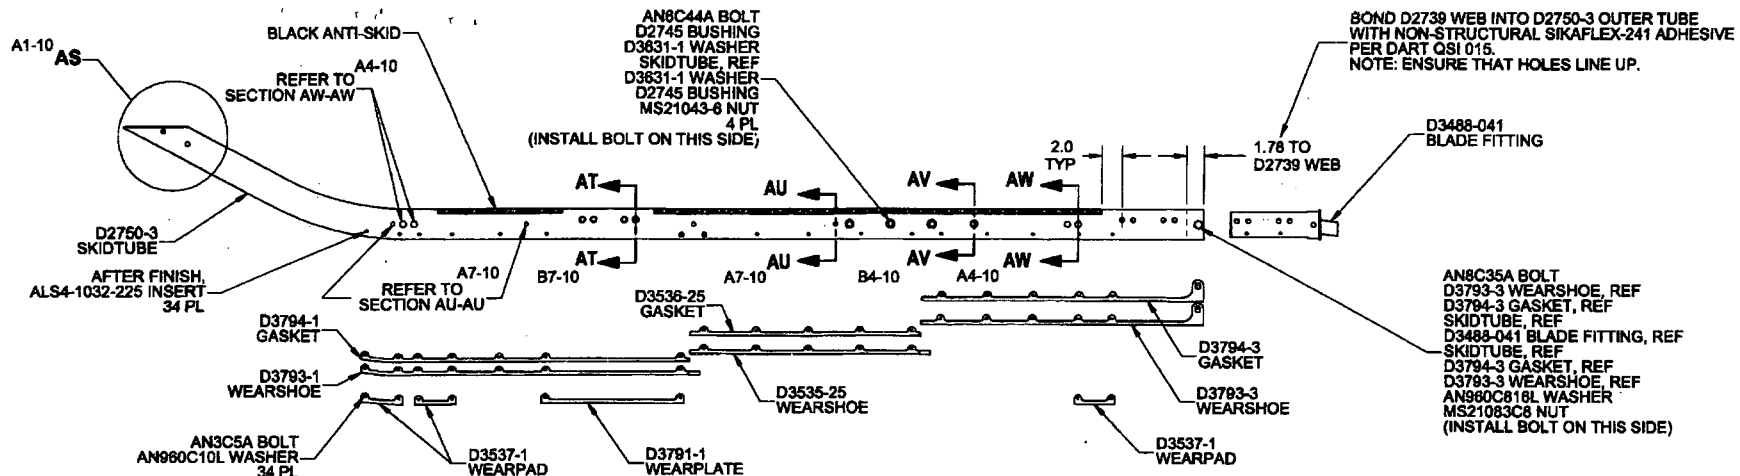 A1-10
AS
BLACK ANTI-SKID
A4-10
REFER TO
SECTION AW-AW
AN8C44A BOLT
D2745 BUSHING
D3631-1 WASHER
SKIDTUBE, REF
D3631-1 WASHER
D2745 BUSHING
MS21043-6 NUT
4 PL
(INSTALL BOLT ON THIS SIDE)
BOND D2739 WEB INTO D2750-3 OUTER TUBE
WITH NON-STRUCTURAL SIKAFLEX-241 ADHESIVE
PER DART QSI 015.
NOTE: ENSURE THAT HOLES LINE UP.
D3488-041
BLADE FITTING
2.0
TYP
1.78 TO
D2739 WEB
AT
AU
AV
AW
D2750-3
SKIDTUBE
AT
AU
AV
AW
AFTER FINISH,
ALS4-1032-225 INSERT
34 PL
A7-10
REFER TO
SECTION AU-AU
B7-10
A7-10
B4-10
A4-10
D3794-1
GASKET
D3793-1
WEARSHOE
D3536-25
GASKET
D3535-25
WEARSHOE
D3794-3
GASKET
D3793-3
WEARSHOE
AN8C35A BOLT
D3793-3 WEARSHOE, REF
D3794-3 GASKET, REF
SKIDTUBE, REF
D3488-041 BLADE FITTING, REF
SKIDTUBE, REF
D3794-3 GASKET, REF
D3793-3 WEARSHOE, REF
AN960C816L WASHER
MS21083C8 NUT
(INSTALL BOLT ON THIS SIDE)
AN3C5A BOLT
AN960C10L WASHER
34 PL
D3537-1
WEARPAD
D3791-1
WEARPLATE
D3537-1
WEARPAD